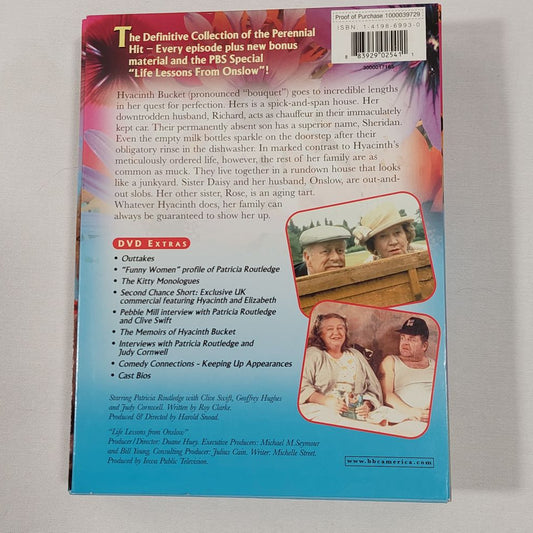 The Definitive Collection of the Perennial
Hit – Every episode plus new bonus
material and the PBS Special
"Life Lessons From Onslow"!
Proof of Purchase 1000039729
ISBN 1-4198-6993-0
8 83929 02541 1
3000017165
Hyacinth Bucket (pronounced "bouquet") goes to incredible lengths
in her quest for perfection. Hers is a spick-and-span house. Her
downtrodden husband, Richard, acts as chauffeur in their immaculately
kept car. Their permanently absent son has a superior name, Sheridan.
Even the empty milk bottles sparkle on the doorstep after their
obligatory rinse in the dishwasher. In marked contrast to Hyacinth's
meticulously ordered life, however, the rest of her family are as
common as muck. They live together in a rundown house that looks
like a junkyard. Sister Daisy and her husband, Onslow, are out-and-
out slobs. Her other sister, Rose, is an aging tart.
Whatever Hyacinth does, her family can
always be guaranteed to show her up.
DVD Extras
• Outtakes
• "Funny Women" profile of Patricia Routledge
• The Kitty Monologues
• Second Chance Short: Exclusive UK
commercial featuring Hyacinth and Elizabeth
• Pebble Mill interview with Patricia Routledge
and Clive Swift
• The Memoirs of Hyacinth Bucket
• Interviews with Patricia Routledge and
Judy Cornwell
• Comedy Connections - Keeping Up Appearances
• Cast Bios
Starring Patricia Routledge with Clive Swift, Geoffrey Hughes
and Judy Cornwell. Written by Roy Clarke.
Produced & Directed by Harold Snoad.
"Life Lessons from Onslow"
Producer/Director: Duane Huey. Executive Producers: Michael M Seymour
and Bill Young. Consulting Producer: Julius Cain. Writer: Michelle Street.
Produced by Iowa Public Television.
www.bbcamerica.com